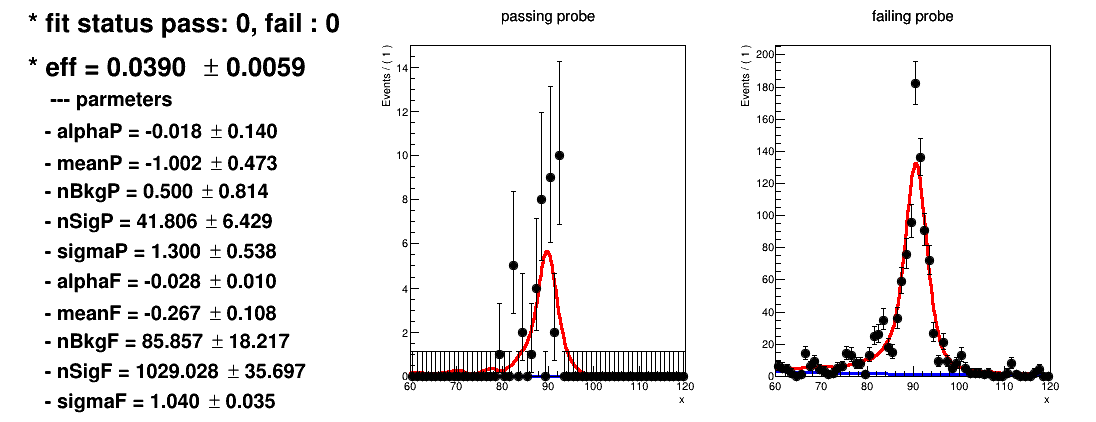 * fit status pass: 0, fail : 0
* eff = 0.0390 ± 0.0059
--- parmeters
- alphaP = -0.018 ± 0.140
- meanP = -1.002 ± 0.473
- nBkgP = 0.500 ± 0.814
- nSigP = 41.806 ± 6.429
- sigmaP = 1.300 ± 0.538
- alphaF = -0.028 ± 0.010
- meanF = -0.267 ± 0.108
- nBkgF = 85.857 ± 18.217
- nSigF = 1029.028 ± 35.697
- sigmaF = 1.040 ± 0.035
passing probe
Events / ( 1 )
14
12
10
8
6
4
2
0
60 70 80 90 100 110 120
x
failing probe
Events / ( 1 )
200
180
160
140
120
100
80
60
40
20
0
60 70 80 90 100 110 120
x